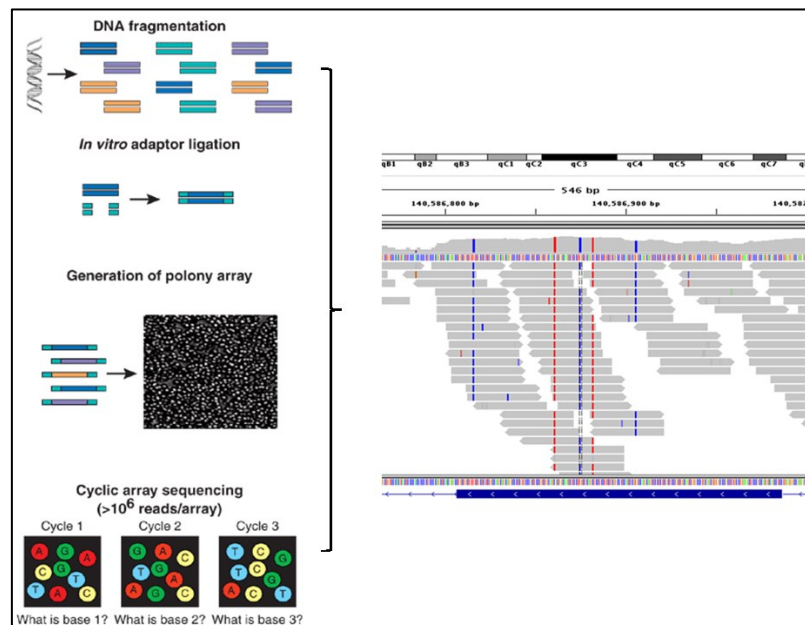 DNA fragmentation
In vitro adaptor ligation
Generation of polony array
Cyclic array sequencing
(>10⁶ reads/array)
Cycle 1 Cycle 2 Cycle 3
A G A
C G T
T A C
G A C
T T A
A G C
T C G
T C G
A C T
What is base 1? What is base 2? What is base 3?
qB1 qB2 qB3 qC1 qC2 qC3 qC4 qC5 qC6 qC7
546 bp
140,586,800 bp 140,586,900 bp